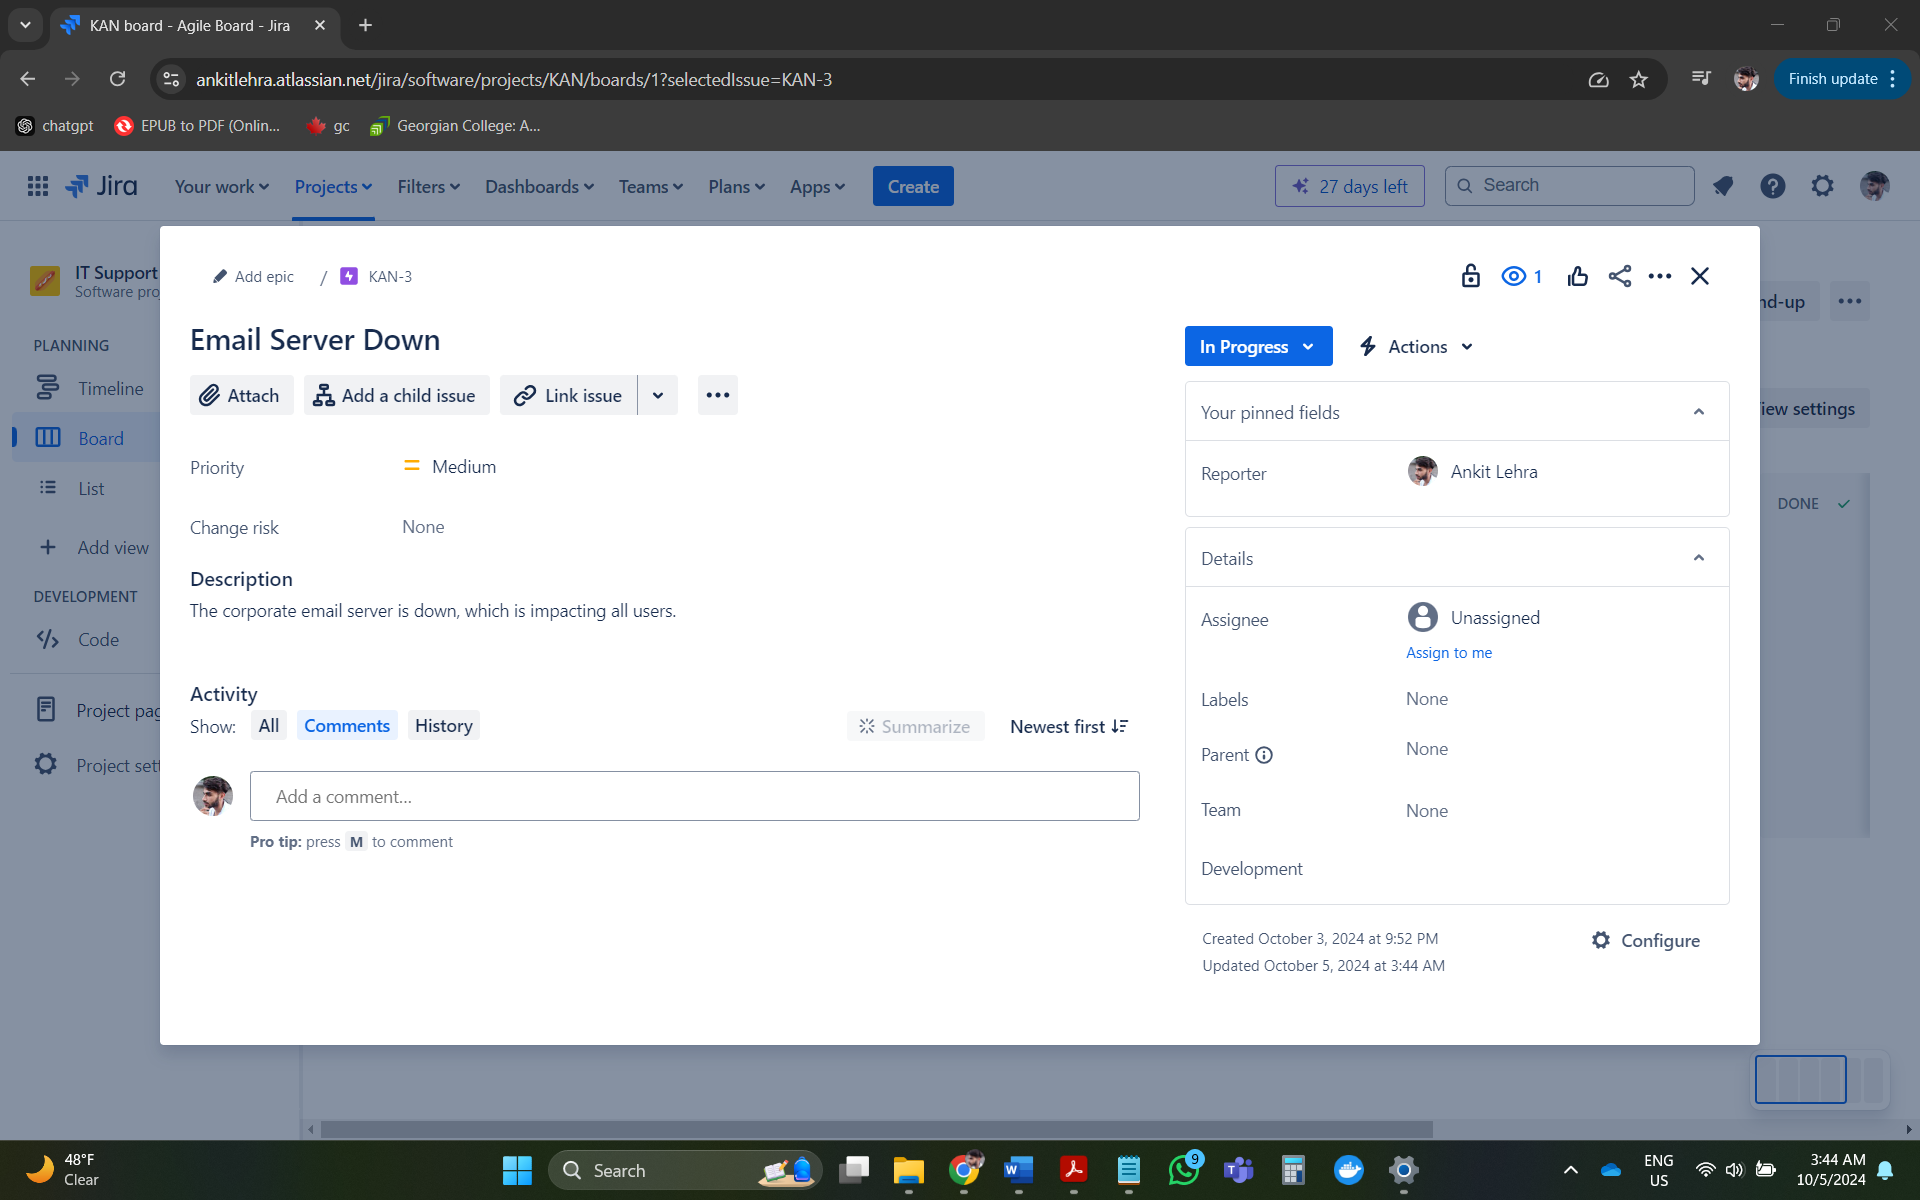 KAN board - Agile Board - Jira
ankitlehra.atlassian.net/jira/software/projects/KAN/boards/1?selectedIssue=KAN-3
Finish update
chatgpt
EPUB to PDF (Onlin...
gc
Georgian College: A...
Jira
Your work
Projects
Filters
Dashboards
Teams
Plans
Apps
Create
27 days left
Search
IT Support
Software pro
PLANNING
Timeline
Board
List
Add view
DEVELOPMENT
Code
Project pag
Project set
Add epic
/
KAN-3
1
nd-up
Email Server Down
In Progress
Actions
Attach
Add a child issue
Link issue
Your pinned fields
iew settings
Priority
Medium
Reporter
Ankit Lehra
DONE
Change risk
None
Details
Description
The corporate email server is down, which is impacting all users.
Assignee
Unassigned
Assign to me
Activity
Show:
All
Comments
History
Summarize
Newest first
Labels
None
Parent
None
Add a comment...
Team
None
Pro tip: press M to comment
Development
Created October 3, 2024 at 9:52 PM
Updated October 5, 2024 at 3:44 AM
Configure
48°F
Clear
Search
9
ENG
US
3:44 AM
10/5/2024